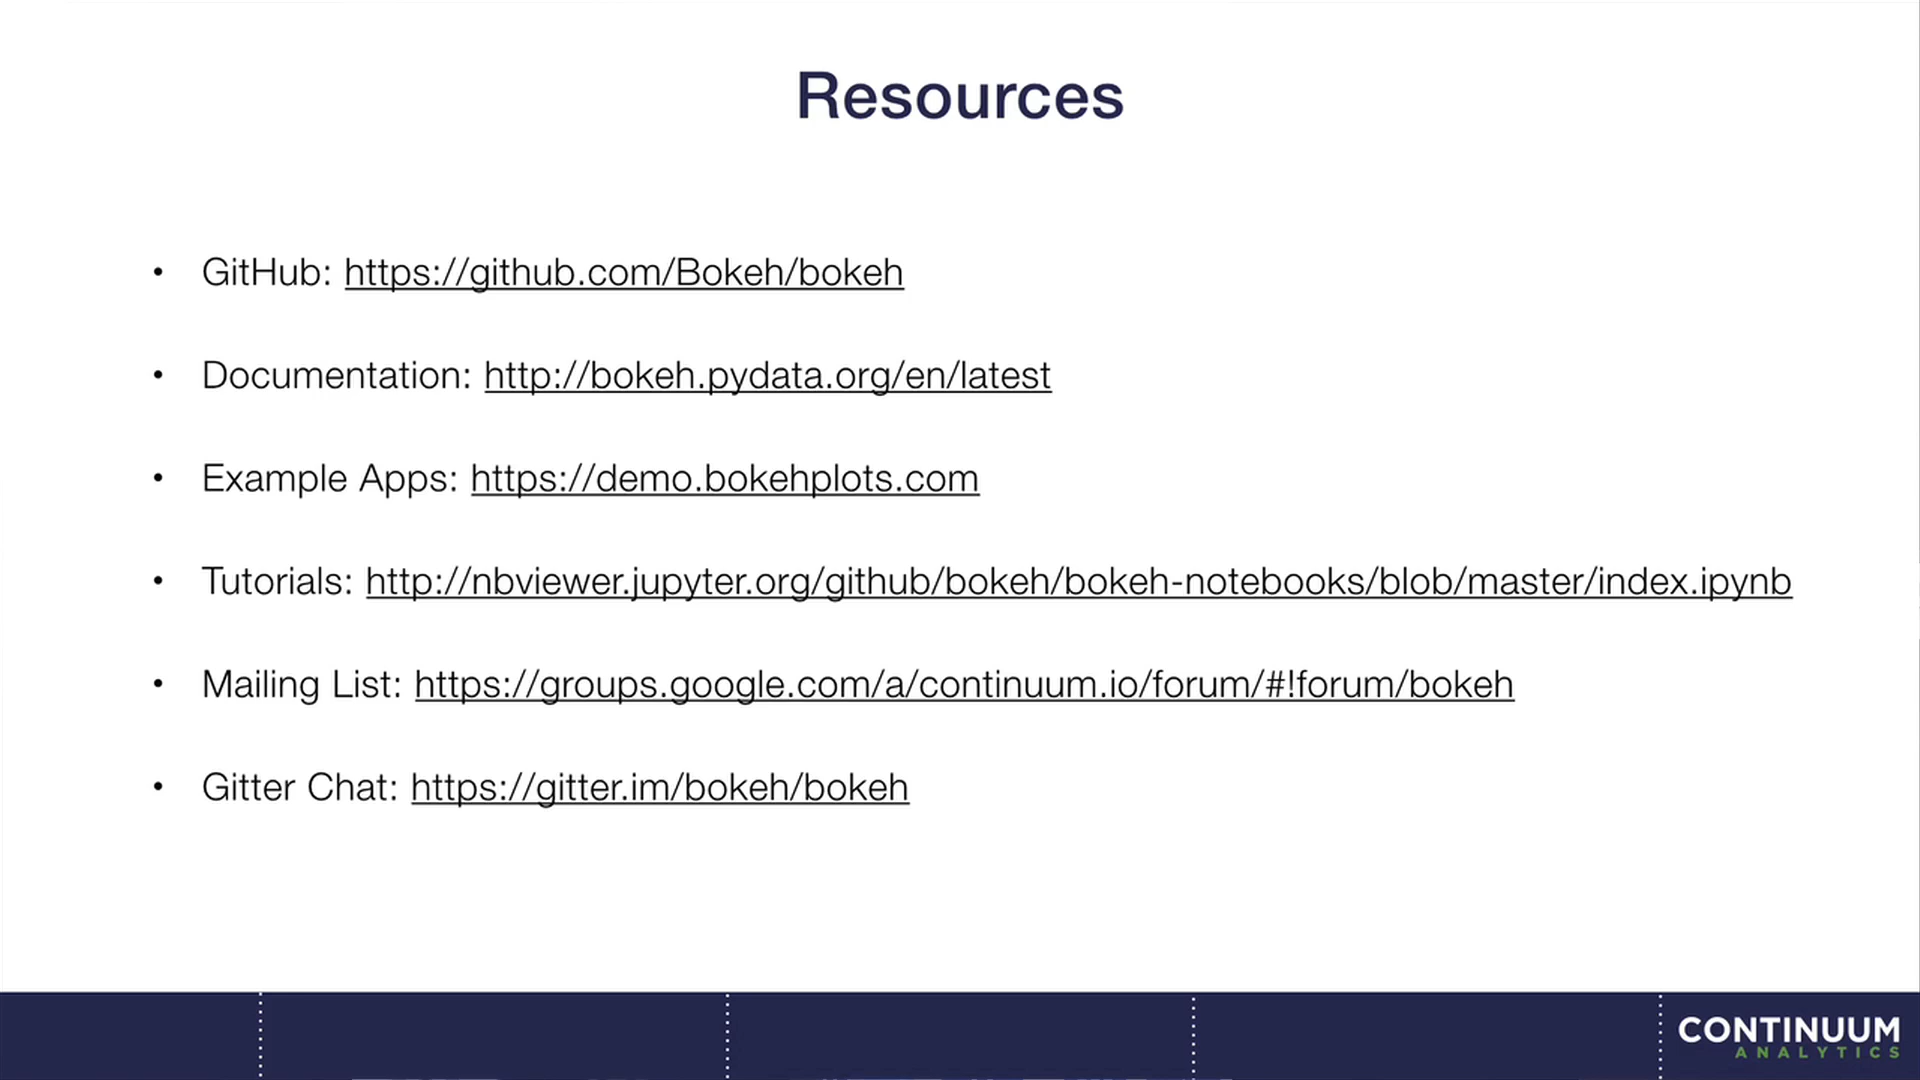 Resources
• GitHub: https://github.com/Bokeh/bokeh
• Documentation: http://bokeh.pydata.org/en/latest
• Example Apps: https://demo.bokehplots.com
• Tutorials: http://nbviewer.jupyter.org/github/bokeh/bokeh-notebooks/blob/master/index.ipynb
• Mailing List: https://groups.google.com/a/continuum.io/forum/#!forum/bokeh
• Gitter Chat: https://gitter.im/bokeh/bokeh
CONTINUUM
ANALYTICS